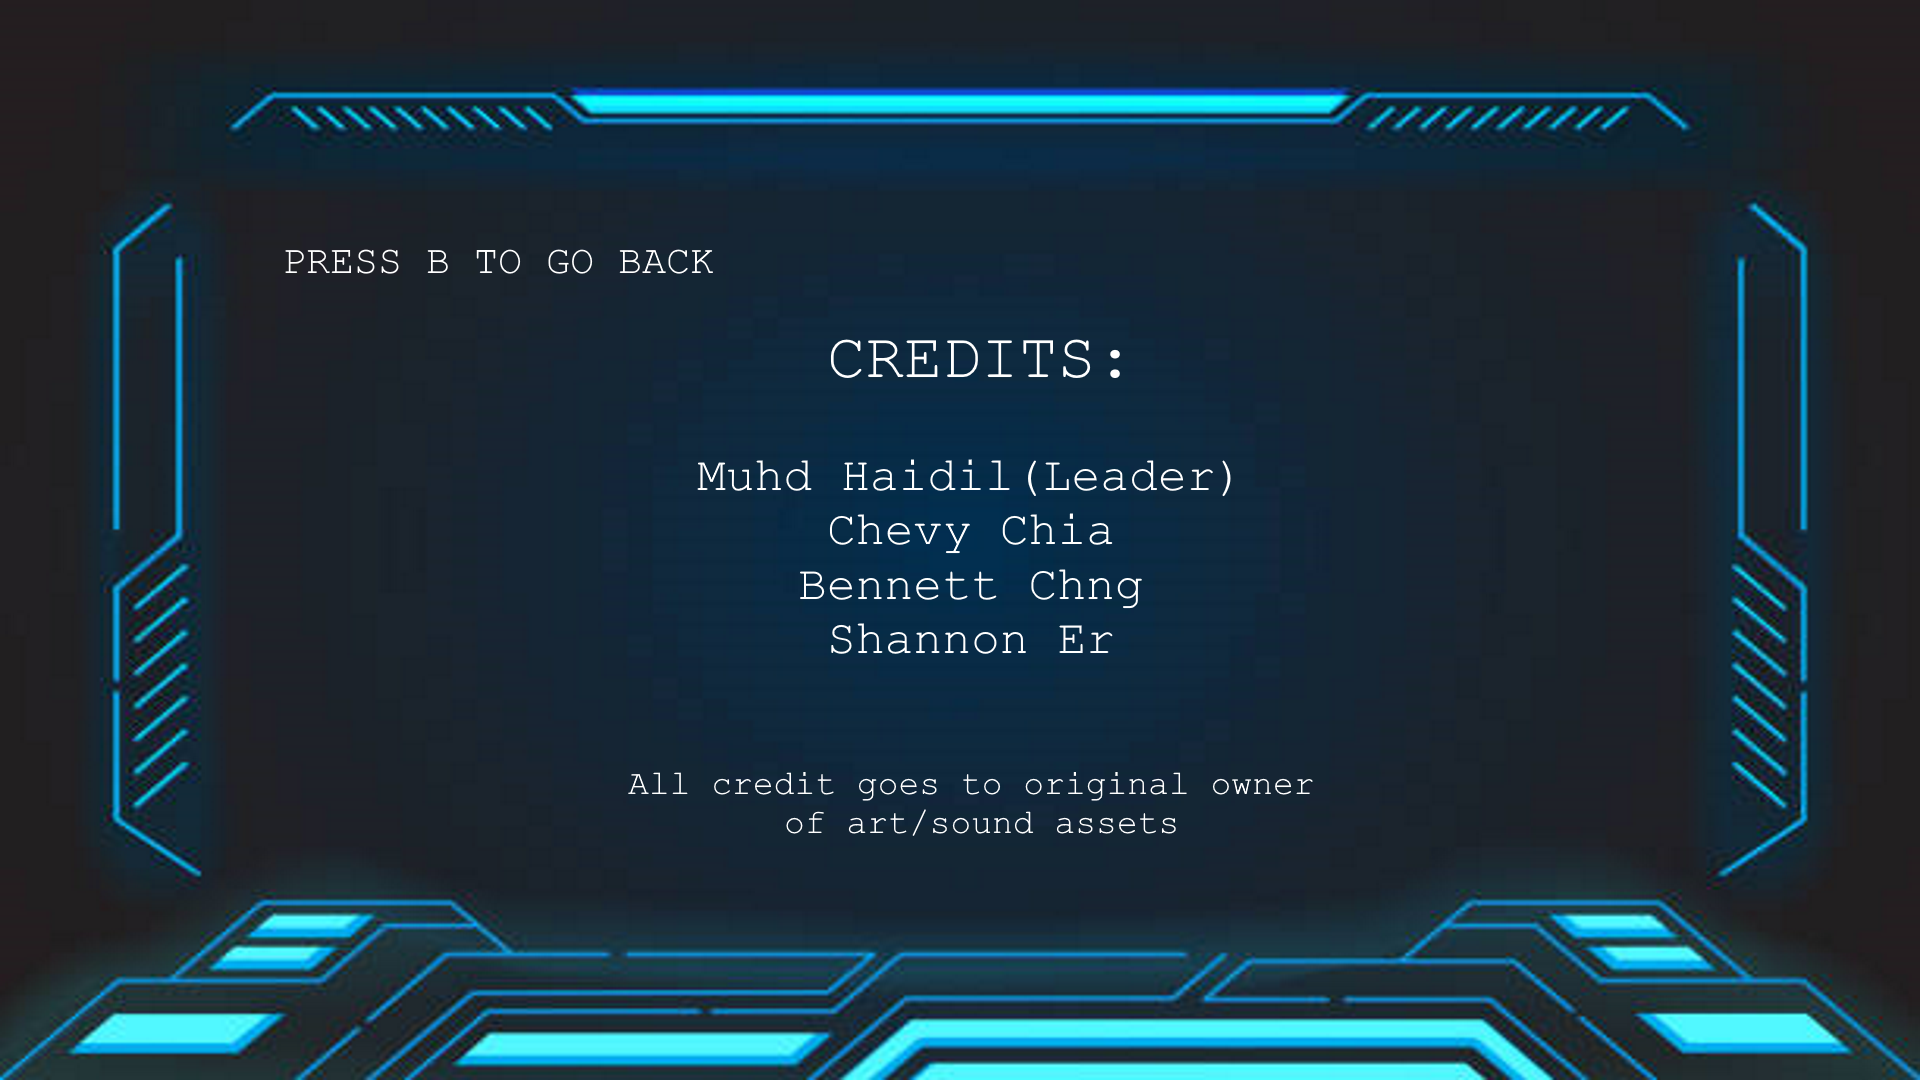 PRESS B TO GO BACK
CREDITS:
Muhd Haidil(Leader)
Chevy Chia
Bennett Chng
Shannon Er
All credit goes to original owner
of art/sound assets